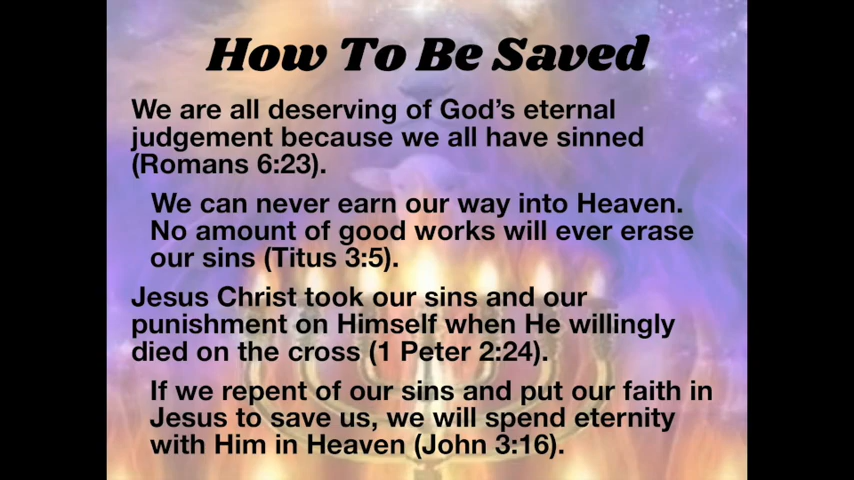 How To Be Saved
We are all deserving of God's eternal
judgement because we all have sinned
(Romans 6:23).
We can never earn our way into Heaven.
No amount of good works will ever erase
our sins (Titus 3:5).
Jesus Christ took our sins and our
punishment on Himself when He willingly
died on the cross (1 Peter 2:24).
If we repent of our sins and put our faith in
Jesus to save us, we will spend eternity
with Him in Heaven (John 3:16).